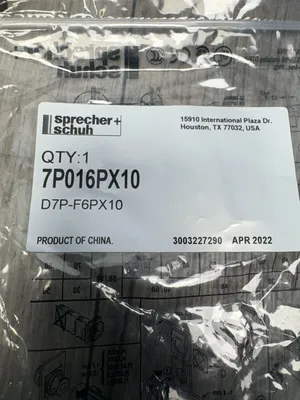 sprecher+
schuh
15910 International Plaza Dr.
Houston, TX 77032, USA
QTY:1
7P016PX10
D7P-F6PX10
PRODUCT OF CHINA.
3003227290 APR 2022